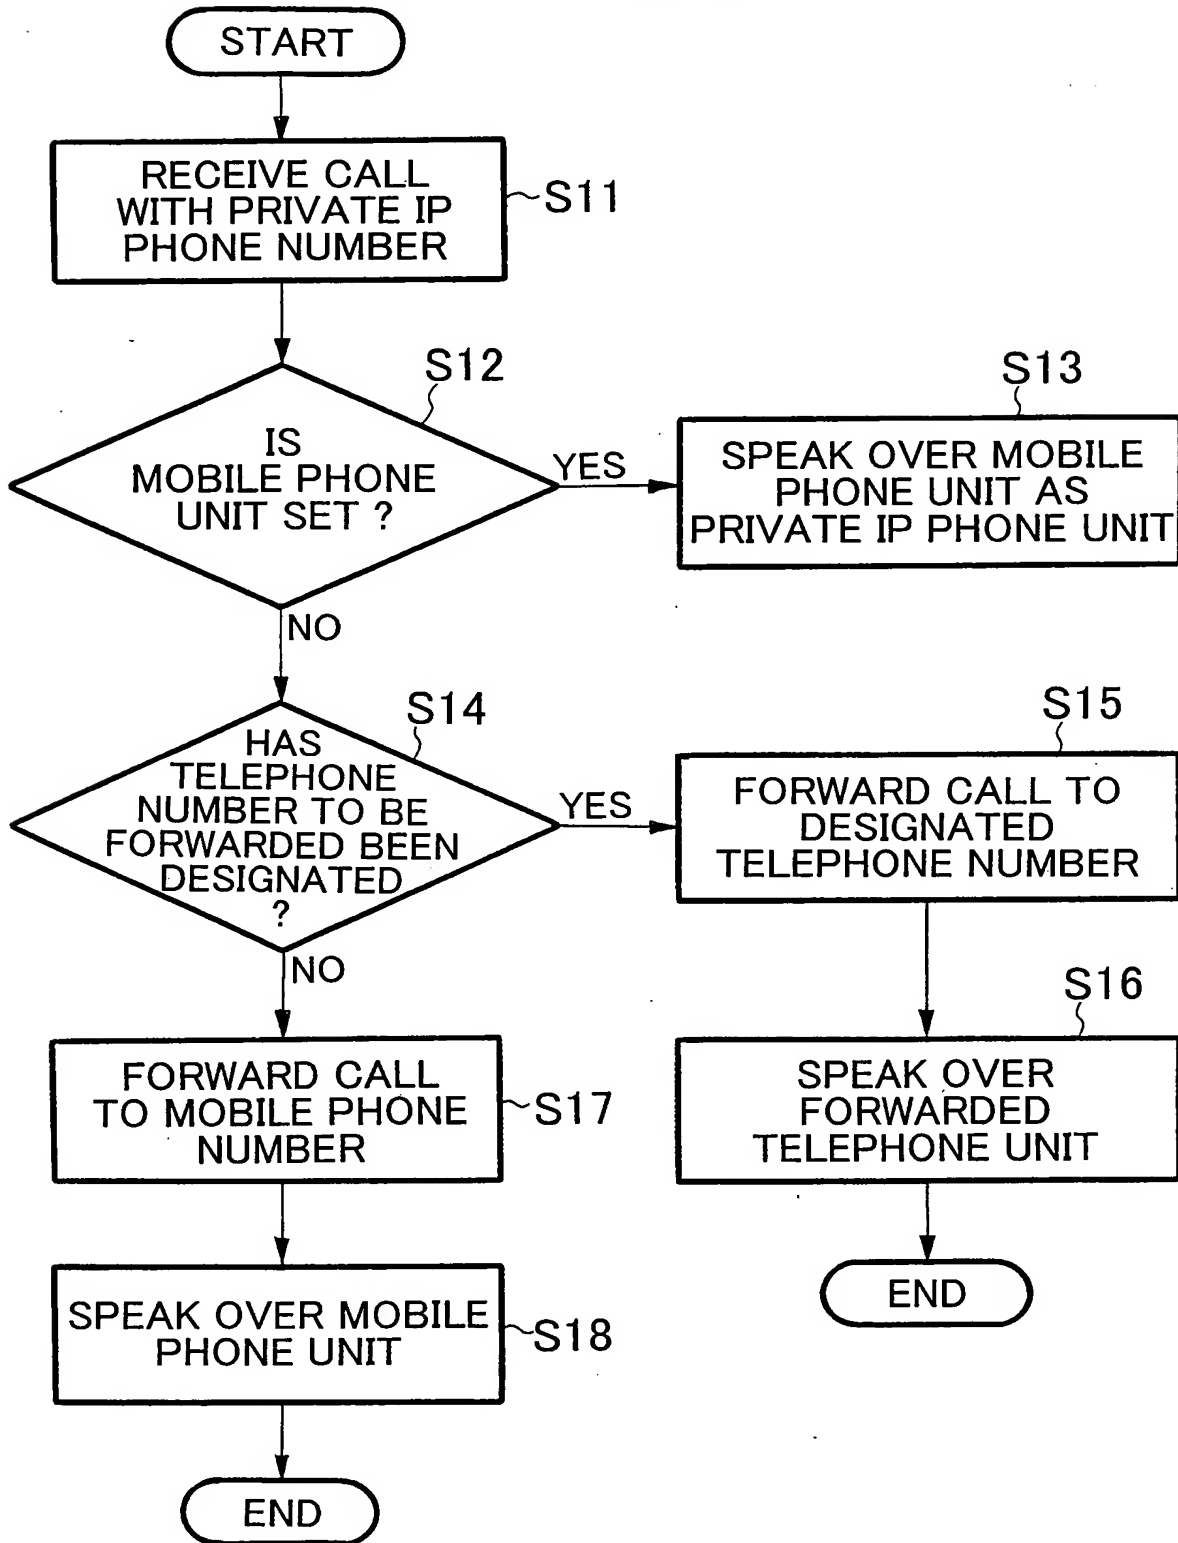 START
RECEIVE CALL
WITH PRIVATE IP
PHONE NUMBER
S11
S12
IS
MOBILE PHONE
UNIT SET ?
YES
S13
SPEAK OVER MOBILE
PHONE UNIT AS
PRIVATE IP PHONE UNIT
NO
S14
HAS
TELEPHONE
NUMBER TO BE
FORWARDED BEEN
DESIGNATED
?
YES
S15
FORWARD CALL TO
DESIGNATED
TELEPHONE NUMBER
NO
S16
SPEAK OVER
FORWARDED
TELEPHONE UNIT
END
FORWARD CALL
TO MOBILE PHONE
NUMBER
S17
SPEAK OVER MOBILE
PHONE UNIT
S18
END